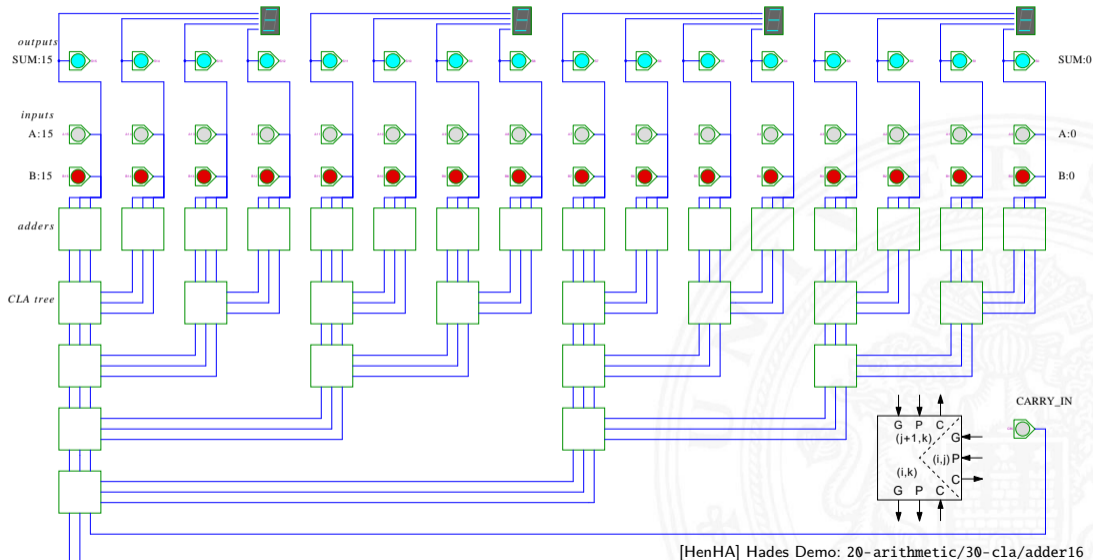 outputs
SUM:15
SUM:0
inputs
A:15
A:0
B:15
B:0
adders
CLA tree
CARRY_IN
G P C
(j+1,k)
G
(i,j) P
(i,k)
C
G P C
[HenHA] Hades Demo: 20-arithmetic/30-cla/adder16